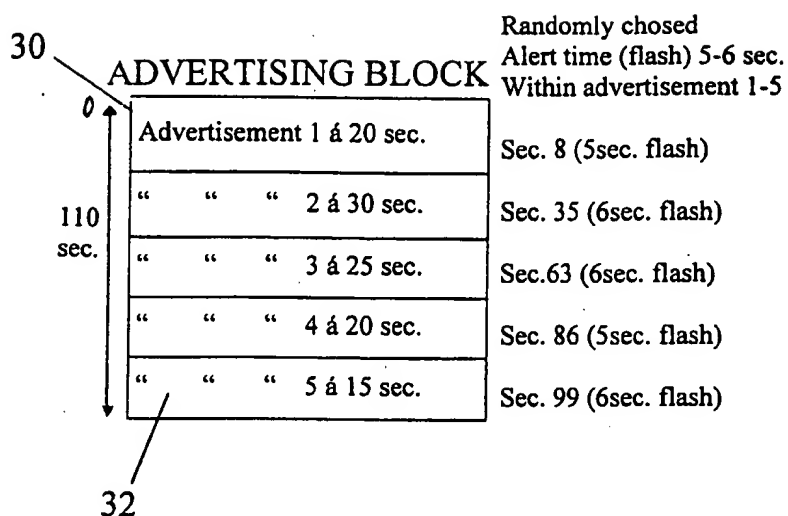 Randomly chosed
Alert time (flash) 5-6 sec.
Within advertisement 1-5
30
ADVERTISING BLOCK
0
Advertisement 1 á 20 sec.
Sec. 8 (5sec. flash)
“ “ “ 2 á 30 sec.
Sec. 35 (6sec. flash)
110
sec.
“ “ “ 3 á 25 sec.
Sec.63 (6sec. flash)
“ “ “ 4 á 20 sec.
Sec. 86 (5sec. flash)
“ “ “ 5 á 15 sec.
Sec. 99 (6sec. flash)
32